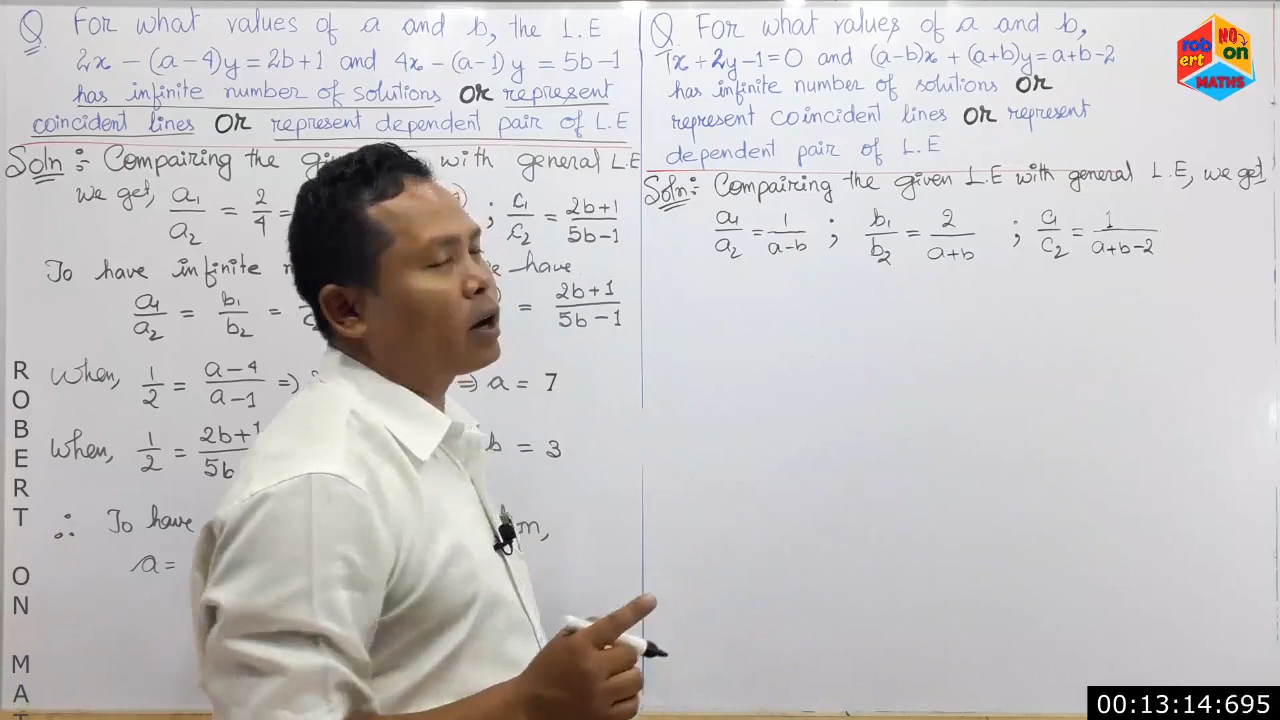 Q. For what values of a and b, the L.E
2x − (a−4)y = 2b+1 and 4x − (a−1)y = 5b−1
has infinite number of solutions OR represent
coincident lines OR represent dependent pair of L.E
Soln :- Compairing the given L.E with general L.E
we get, a₁/a₂ = 2/4 = ; c₁/c₂ = (2b+1)/(5b−1)
To have infinite have
a₁/a₂ = b₁/b₂ = = (2b+1)/(5b−1)
When, 1/2 = (a−4)/(a−1) ⇒ ⇒ a = 7
When, 1/2 = 2b+1/5b b = 3
∴ To have
a =
Q. For what values of a and b,
x+2y−1=0 and (a−b)x + (a+b)y = a+b−2
has infinite number of solutions OR
represent coincident lines OR represent
dependent pair of L.E
Soln:- Compairing the given L.E with general L.E, we get
a₁/a₂ = 1/(a−b) ; b₁/b₂ = 2/(a+b) ; c₁/c₂ = 1/(a+b−2)
robert
NO on
MATHS
ROBERT ON MA
00:13:14:695